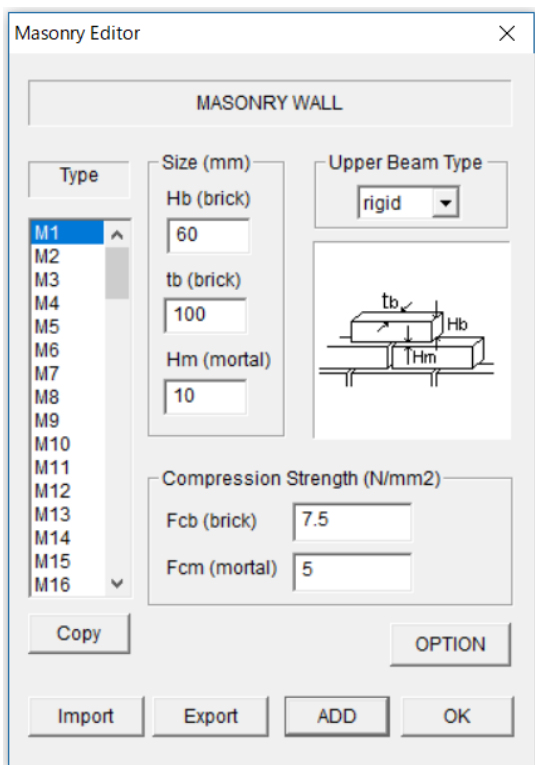 Masonry Editor
MASONRY WALL
Type
M1
M2
M3
M4
M5
M6
M7
M8
M9
M10
M11
M12
M13
M14
M15
M16
Copy
Size (mm)
Hb (brick)
60
tb (brick)
100
Hm (mortal)
10
Upper Beam Type
rigid
tb
Hb
Hm
Compression Strength (N/mm2)
Fcb (brick)
7.5
Fcm (mortal)
5
OPTION
Import
Export
ADD
OK